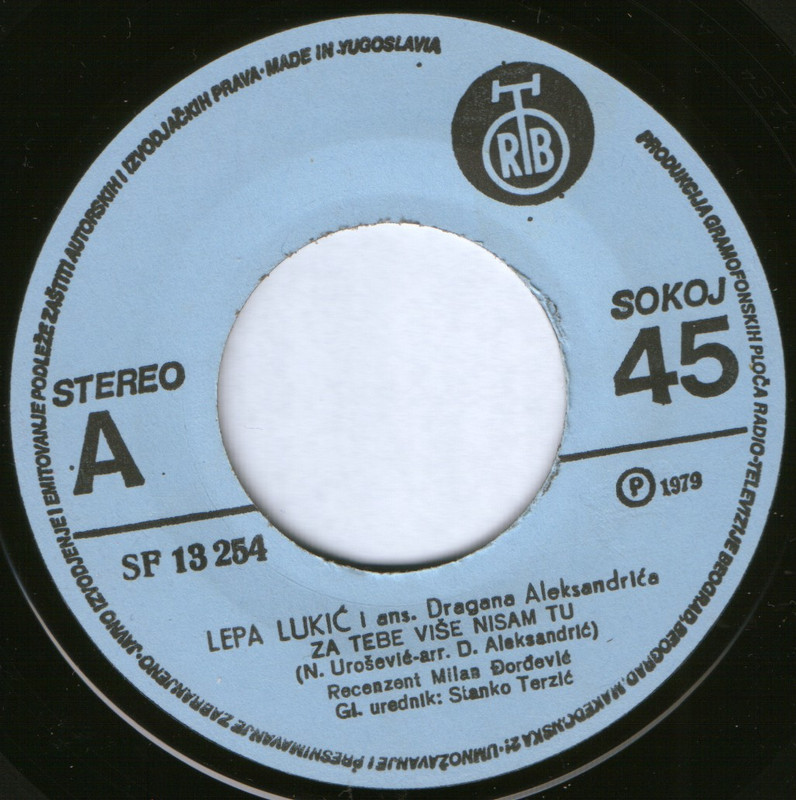 PRODUKCIJA GRAMOFONSKIH PLOČA RADIO-TELEVIZIJE BEOGRAD, BEOGRAD, MAKEDONSKA 21. UMNOŽAVANJE I PRESNIMAVANJE ZABRANJENO. JAVNO IZVODJENJE I EMITOVANJE PODLEŽE ZAŠTITI AUTORSKIH I IZVODJAČKIH PRAVA. MADE IN YUGOSLAVIA
RTB
SOKOJ
45
STEREO
A
Ⓟ 1979
SF 13 254
LEPA LUKIĆ i ans. Dragana Aleksandrića
ZA TEBE VIŠE NISAM TU
(N. Urošević-arr. D. Aleksandrić)
Recenzent Milan Đorđević
Gl. urednik: Stanko Terzić